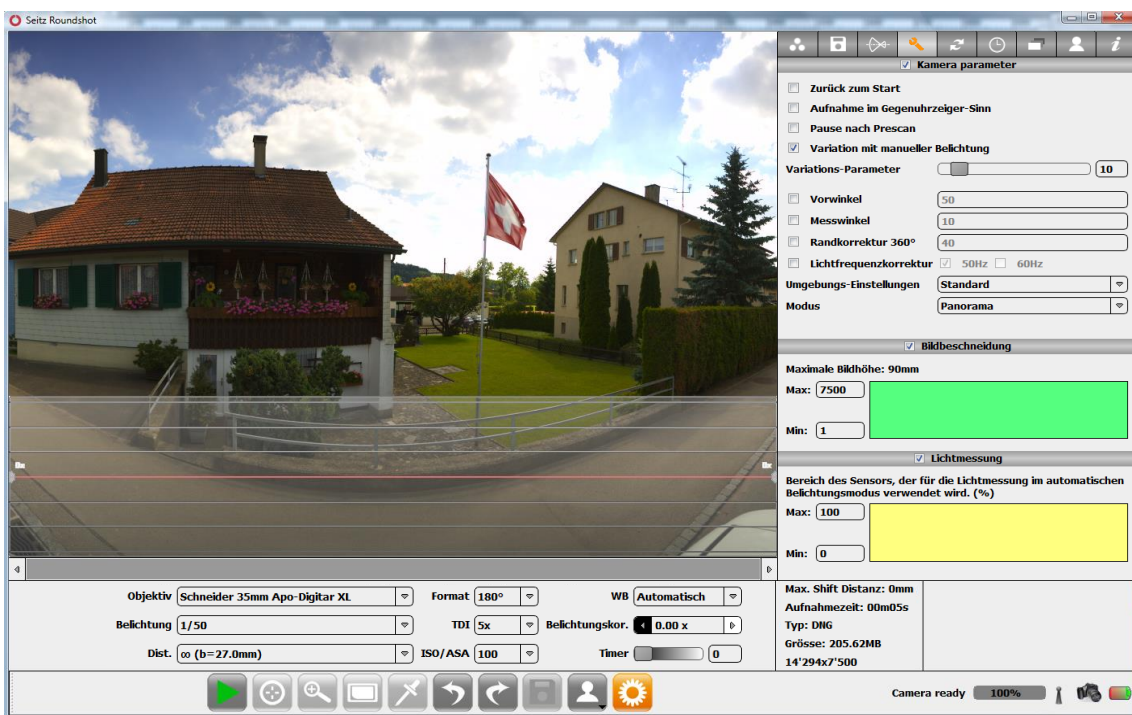 Seitz Roundshot
Kamera parameter
Zurück zum Start
Aufnahme im Gegenuhrzeiger-Sinn
Pause nach Prescan
Variation mit manueller Belichtung
Variations-Parameter 10
Vorwinkel 50
Messwinkel 10
Randkorrektur 360° 40
Lichtfrequenzkorrektur 50Hz 60Hz
Umgebungs-Einstellungen Standard
Modus Panorama
Bildbeschneidung
Maximale Bildhöhe: 90mm
Max: 7500
Min: 1
Lichtmessung
Bereich des Sensors, der für die Lichtmessung im automatischen
Belichtungsmodus verwendet wird. (%)
Max: 100
Min: 0
Objektiv Schneider 35mm Apo-Digitar XL Format 180° WB Automatisch
Belichtung 1/50 TDI 5x Belichtungskor. 0.00 x
Dist. ∞ (b=27.0mm) ISO/ASA 100 Timer 0
Max. Shift Distanz: 0mm
Aufnahmezeit: 00m05s
Typ: DNG
Grösse: 205.62MB
14'294x7'500
Camera ready 100%